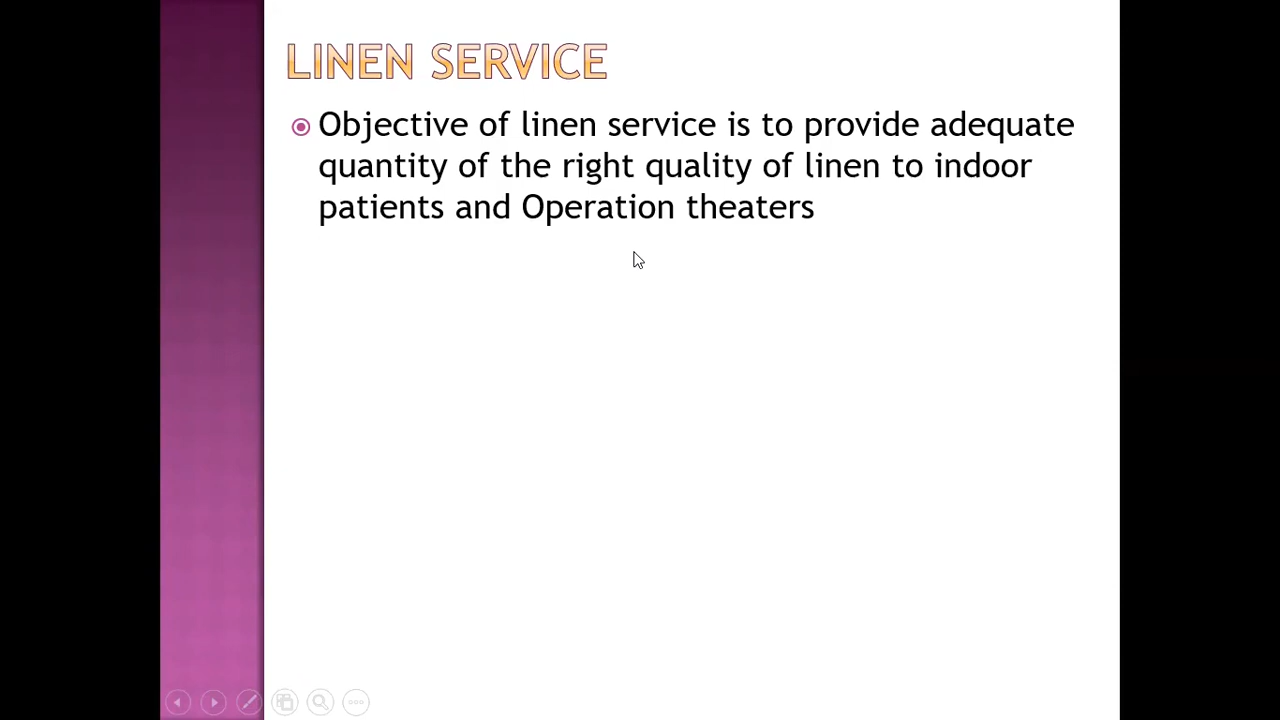 LINEN SERVICE
Objective of linen service is to provide adequate
quantity of the right quality of linen to indoor
patients and Operation theaters